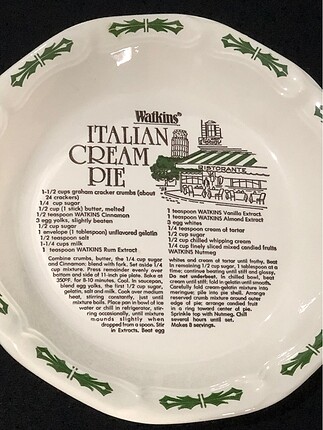 Watkins®
ITALIAN
CREAM
PIE
RISTORANTE
1-1/2 cups graham cracker crumbs (about
24 crackers)
1/4 cup sugar
1/2 cup (1 stick) butter, melted
1/2 teaspoon WATKINS Cinnamon
3 egg yolks, slightly beaten
1/2 cup sugar
1 envelope (1 tablespoon) unflavored gelatin
1/2 teaspoon salt
1-1/4 cups milk
1 teaspoon WATKINS Rum Extract
1 teaspoon WATKINS Vanilla Extract
1 teaspoon WATKINS Almond Extract
3 egg whites
1/4 teaspoon cream of tartar
1/2 cup sugar
1/2 cup chilled whipping cream
1/4 cup finely sliced mixed candied fruits
WATKINS Nutmeg
Combine crumbs, butter, the 1/4 cup sugar
and Cinnamon; blend with fork. Set aside 1/4
cup mixture. Press remainder evenly over
bottom and side of 11-inch pie plate. Bake at
350°F. for 8-10 minutes. Cool. In saucepan,
blend egg yolks, the first 1/2 cup sugar,
gelatin, salt and milk. Cook over medium
heat, stirring constantly, just until
mixture boils. Place pan in bowl of ice
water or chill in refrigerator, stir-
ring occasionally, until mixture
mounds slightly when
dropped from a spoon. Stir
in Extracts. Beat egg
whites and cream of tartar until frothy. Beat
in remaining 1/2 cup sugar, 1 tablespoon at a
time; continue beating until stiff and glossy.
Do not underbeat. In chilled bowl, beat
cream until stiff; fold in gelatin until smooth.
Carefully fold cream-gelatin mixture into
meringue; pile into pie shell. Arrange
reserved crumb mixture around outer
edge of pie; arrange candied fruit
in a ring toward center of pie.
Sprinkle top with Nutmeg. Chill
several hours until set.
Makes 8 servings.